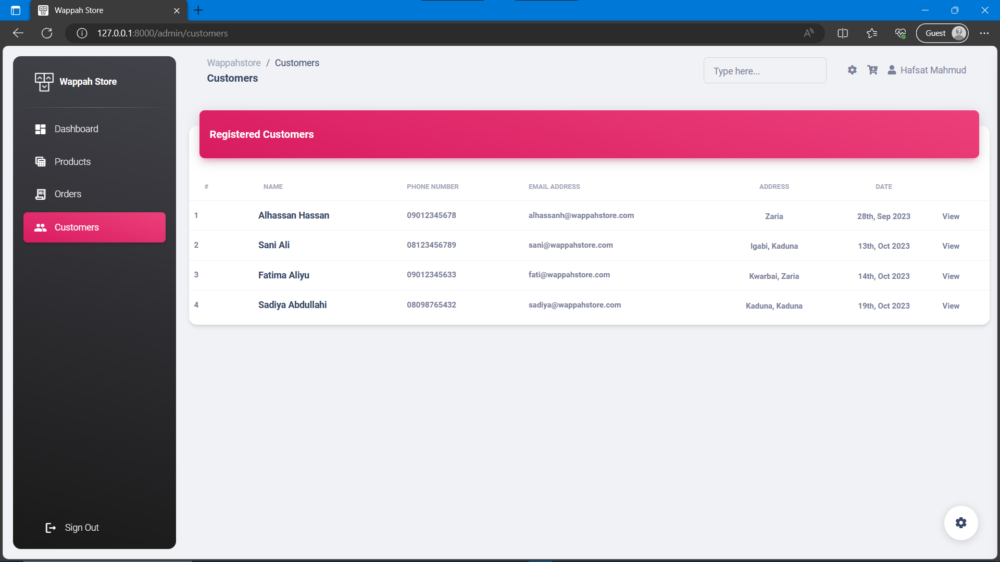 Wappah Store
127.0.0.1:8000/admin/customers
Guest
Wappah Store
Dashboard
Products
Orders
Customers
Sign Out
Wappahstore / Customers
Customers
Type here...
Hafsat Mahmud
Registered Customers
# NAME PHONE NUMBER EMAIL ADDRESS ADDRESS DATE
1 Alhassan Hassan 09012345678 alhassanh@wappahstore.com Zaria 28th, Sep 2023 View
2 Sani Ali 08123456789 sani@wappahstore.com Igabi, Kaduna 13th, Oct 2023 View
3 Fatima Aliyu 09012345633 fati@wappahstore.com Kwarbai, Zaria 14th, Oct 2023 View
4 Sadiya Abdullahi 08098765432 sadiya@wappahstore.com Kaduna, Kaduna 19th, Oct 2023 View